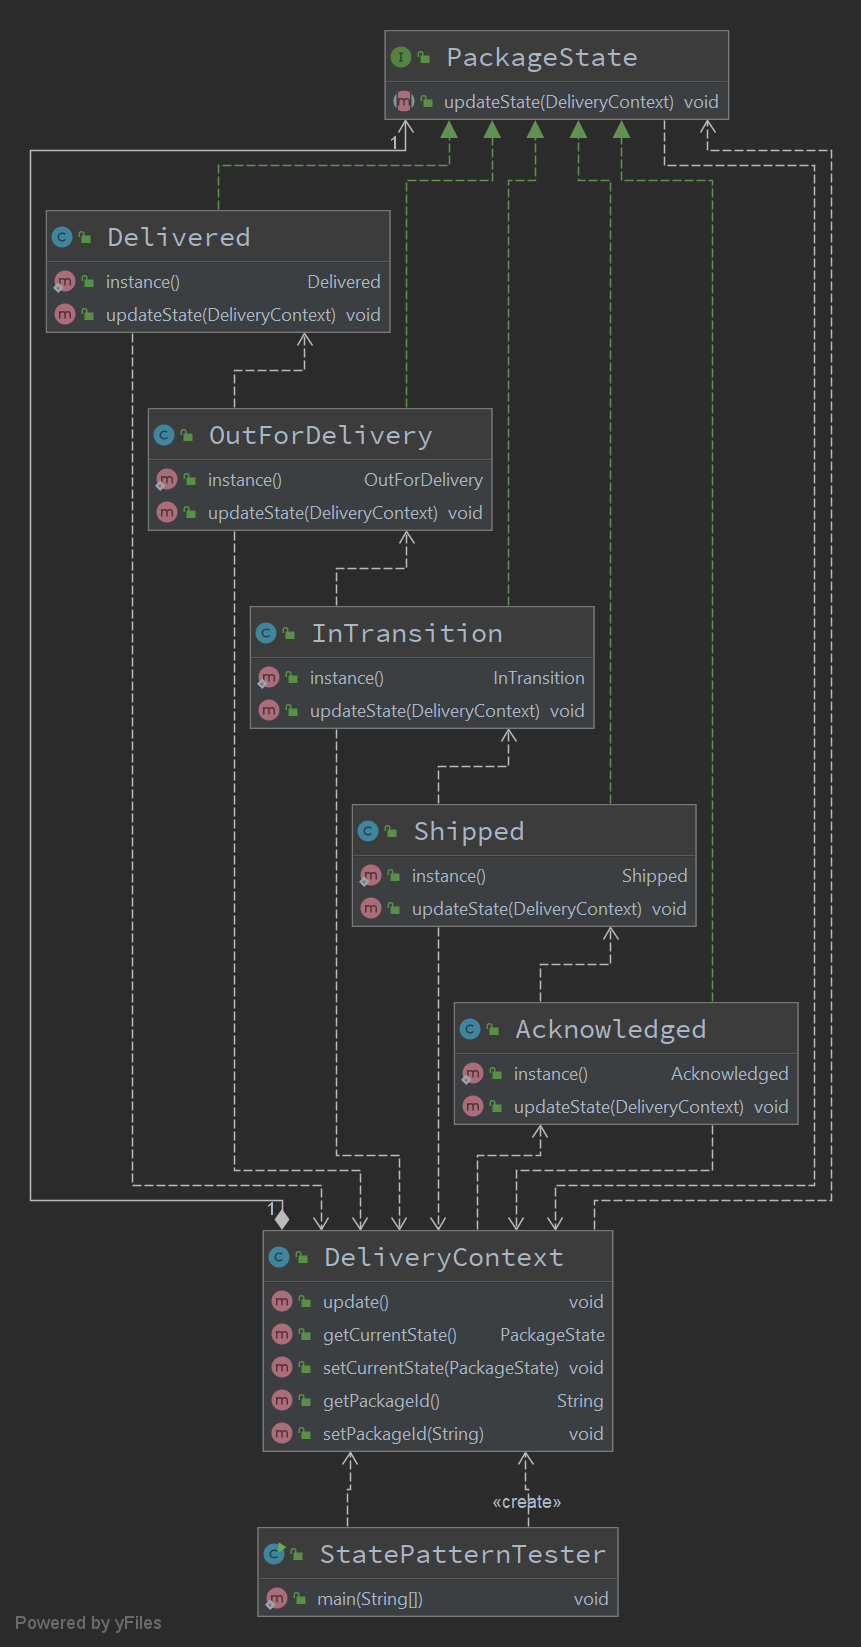 PackageState
updateState(DeliveryContext) void
1
Delivered
instance() Delivered
updateState(DeliveryContext) void
OutForDelivery
instance() OutForDelivery
updateState(DeliveryContext) void
InTransition
instance() InTransition
updateState(DeliveryContext) void
Shipped
instance() Shipped
updateState(DeliveryContext) void
Acknowledged
instance() Acknowledged
updateState(DeliveryContext) void
1
DeliveryContext
update() void
getCurrentState() PackageState
setCurrentState(PackageState) void
getPackageId() String
setPackageId(String) void
«create»
StatePatternTester
main(String[]) void
Powered by yFiles